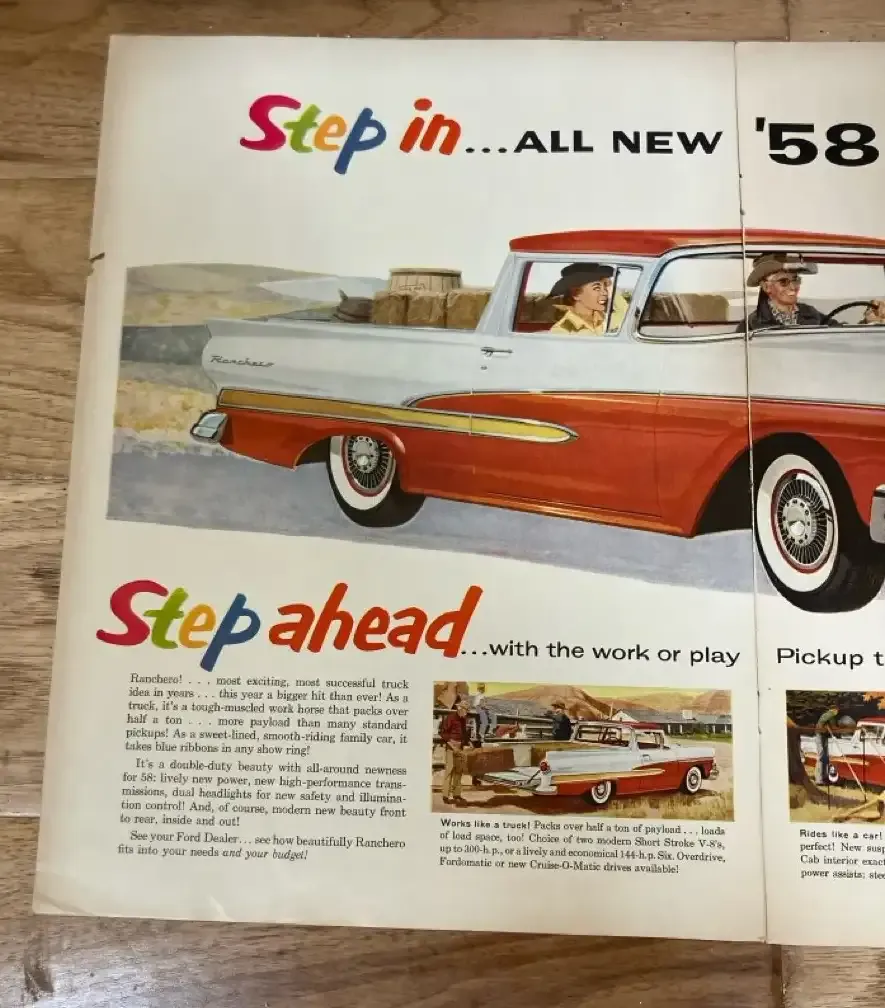 Step in...ALL NEW '58
Ranchero
Step ahead...with the work or play Pickup t
Ranchero! . . . most exciting, most successful truck
idea in years . . . this year a bigger hit than ever! As a
truck, it's a tough-muscled work horse that packs over
half a ton . . . more payload than many standard
pickups! As a sweet-lined, smooth-riding family car, it
takes blue ribbons in any show ring!
It's a double-duty beauty with all-around newness
for 58: lively new power, new high-performance trans-
missions, dual headlights for new safety and illumina-
tion control! And, of course, modern new beauty front
to rear, inside and out!
See your Ford Dealer... see how beautifully Ranchero
fits into your needs and your budget!
Works like a truck! Packs over half a ton of payload . . . loads
of load space, too! Choice of two modern Short Stroke V-8's,
up to 300-h.p., or a lively and economical 144-h.p. Six. Overdrive,
Fordomatic or new Cruise-O-Matic drives available!
Rides like a car!
perfect! New susp
Cab interior exact
power assists: stee